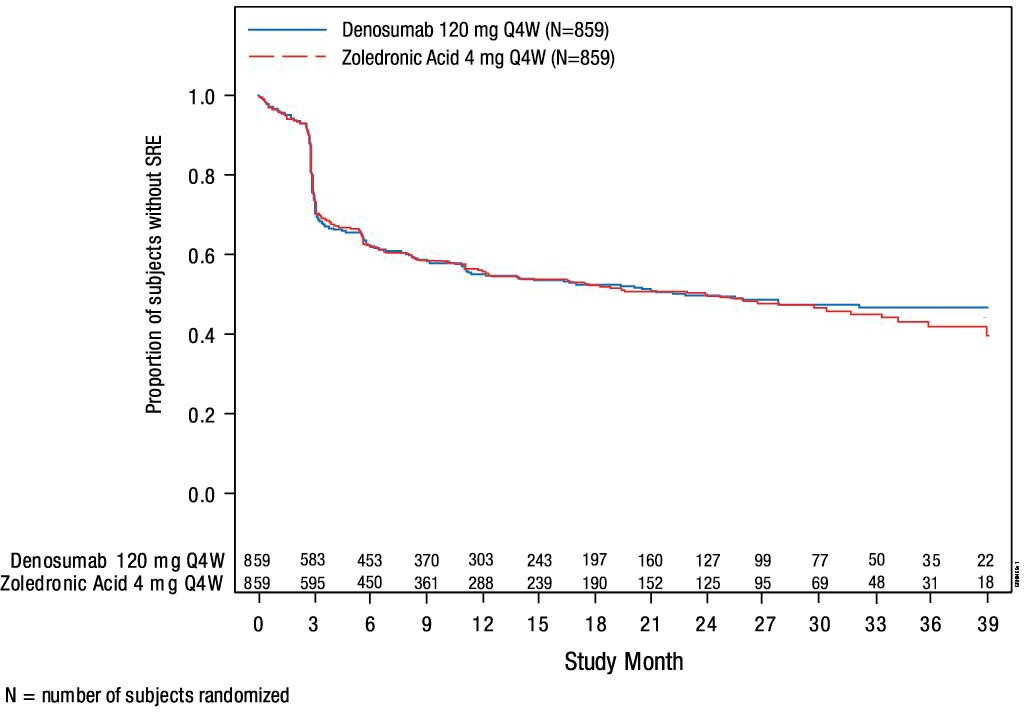 Denosumab 120 mg Q4W (N=859)
Zoledronic Acid 4 mg Q4W (N=859)
Proportion of subjects without SRE
1.0
0.8
0.6
0.4
0.2
0.0
Denosumab 120 mg Q4W 859 583 453 370 303 243 197 160 127 99 77 50 35 22
Zoledronic Acid 4 mg Q4W 859 595 450 361 288 239 190 152 125 95 69 48 31 18
0 3 6 9 12 15 18 21 24 27 30 33 36 39
Study Month
N = number of subjects randomized